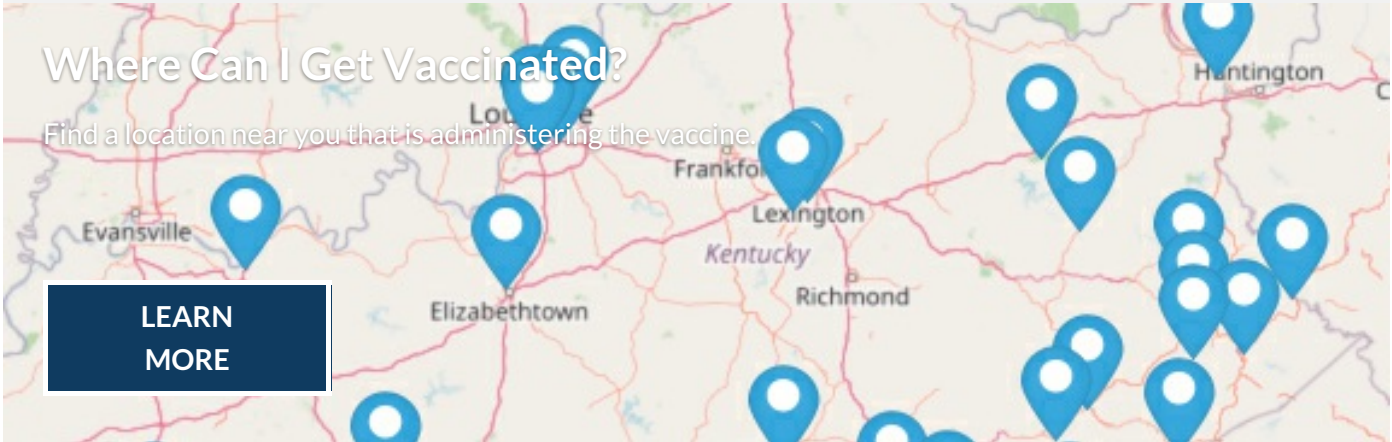 Where Can I Get Vaccinated?
Huntington
Find a location near you that is administering the vaccine.
Lexington
Evansville
Kentucky
Richmond
Elizabethtown
LEARN
MORE